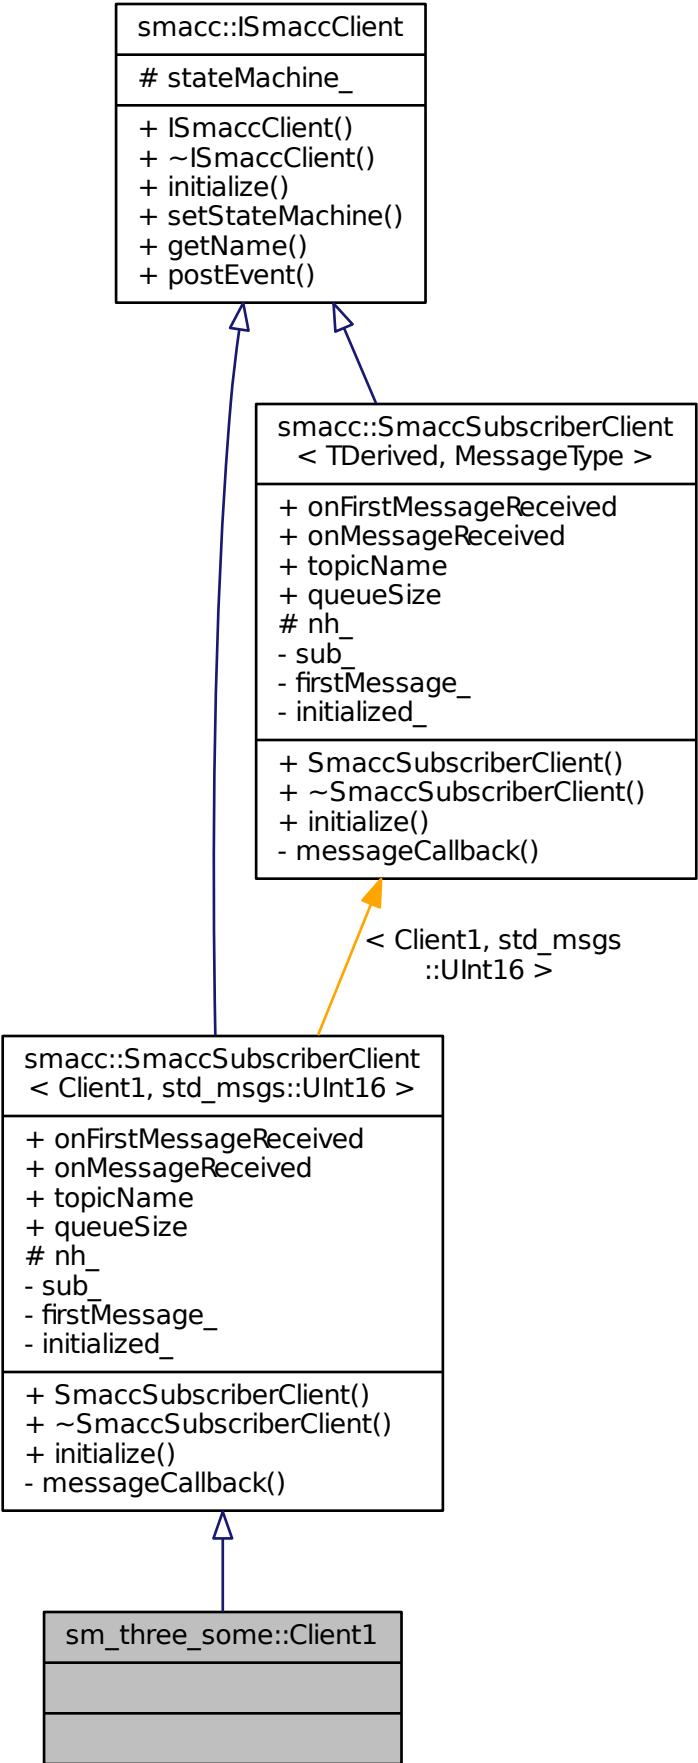 smacc::ISmaccClient
# stateMachine_
+ ISmaccClient()
+ ~ISmaccClient()
+ initialize()
+ setStateMachine()
+ getName()
+ postEvent()
smacc::SmaccSubscriberClient
< TDerived, MessageType >
+ onFirstMessageReceived
+ onMessageReceived
+ topicName
+ queueSize
# nh_
- sub_
- firstMessage_
- initialized_
+ SmaccSubscriberClient()
+ ~SmaccSubscriberClient()
+ initialize()
- messageCallback()
< Client1, std_msgs
::UInt16 >
smacc::SmaccSubscriberClient
< Client1, std_msgs::UInt16 >
+ onFirstMessageReceived
+ onMessageReceived
+ topicName
+ queueSize
# nh_
- sub_
- firstMessage_
- initialized_
+ SmaccSubscriberClient()
+ ~SmaccSubscriberClient()
+ initialize()
- messageCallback()
sm_three_some::Client1